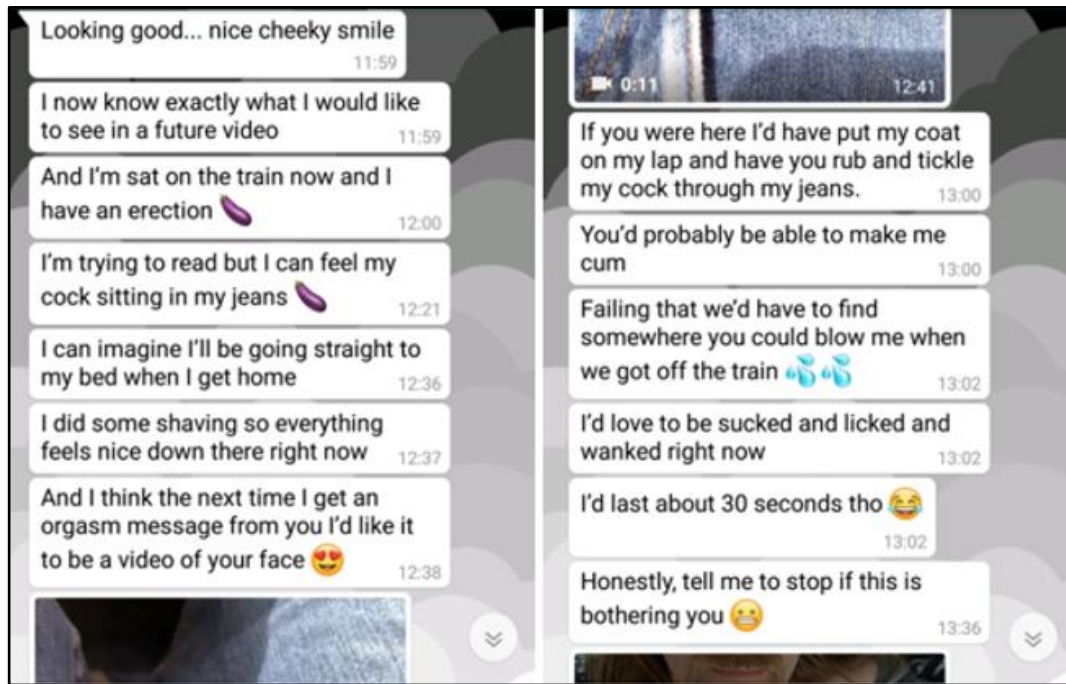 Looking good... nice cheeky smile
11:59
I now know exactly what I would like
to see in a future video
11:59
And I'm sat on the train now and I
have an erection 🍆
12:00
I'm trying to read but I can feel my
cock sitting in my jeans 🍆
12:21
I can imagine I'll be going straight to
my bed when I get home
12:36
I did some shaving so everything
feels nice down there right now
12:37
And I think the next time I get an
orgasm message from you I'd like it
to be a video of your face 😍
12:38
0:11
12:41
If you were here I'd have put my coat
on my lap and have you rub and tickle
my cock through my jeans.
13:00
You'd probably be able to make me
cum
13:00
Failing that we'd have to find
somewhere you could blow me when
we got off the train 💦💦
13:02
I'd love to be sucked and licked and
wanked right now
13:02
I'd last about 30 seconds tho 😂
13:02
Honestly, tell me to stop if this is
bothering you 😬
13:36